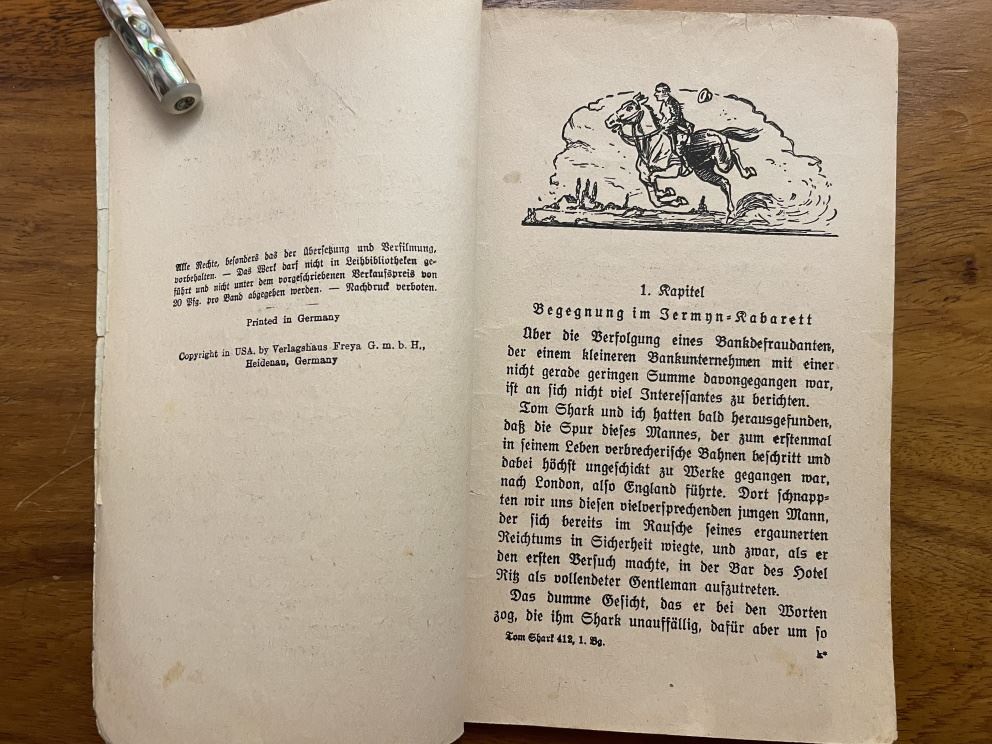 Alle Rechte, besonders das der Übersetzung und Verfilmung,
vorbehalten. — Das Werk darf nicht in Leihbibliotheken ge-
führt und nicht unter dem vorgeschriebenen Verkaufspreis von
20 Pfg. pro Band abgegeben werden. — Nachdruck verboten.
Printed in Germany
Copyright in USA. by Verlagshaus Freya G. m. b. H.,
Heidenau, Germany
1. Kapitel
Begegnung im Jermyn-Kabarett
Über die Verfolgung eines Bankdefraudanten,
der einem kleineren Bankunternehmen mit einer
nicht gerade geringen Summe davongegangen war,
ist an sich nicht viel Interessantes zu berichten.
Tom Shark und ich hatten bald herausgefunden,
daß die Spur dieses Mannes, der zum erstenmal
in seinem Leben verbrecherische Bahnen beschritt und
dabei höchst ungeschickt zu Werke gegangen war,
nach London, also England führte. Dort schnapp-
ten wir uns diesen vielversprechenden jungen Mann,
der sich bereits im Rausche seines ergaunerten
Reichtums in Sicherheit wiegte, und zwar, als er
den ersten Versuch machte, in der Bar des Hotel
Ritz als vollendeter Gentleman aufzutreten.
Das dumme Gesicht, das er bei den Worten
zog, die ihm Shark unauffällig, dafür aber um so
Tom Shark 412, 1. Bg.
k*